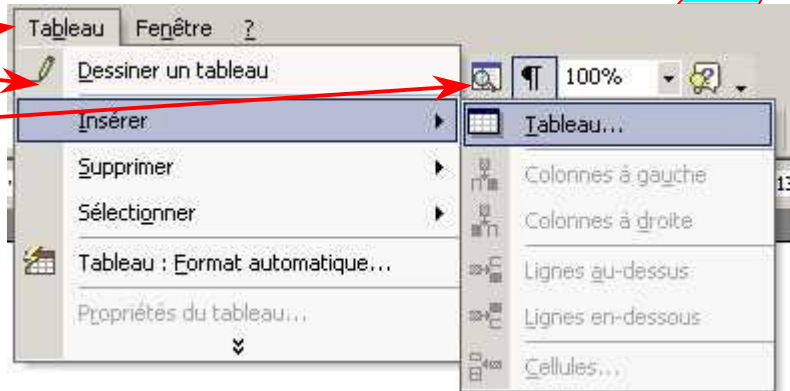 Tableau Fenêtre ?
Dessiner un tableau
¶ 100%
Insérer
Tableau...
Supprimer
Colonnes à gauche
13
Sélectionner
Colonnes à droite
Tableau : Format automatique...
Lignes au-dessus
Propriétés du tableau...
Lignes en-dessous
Cellules...